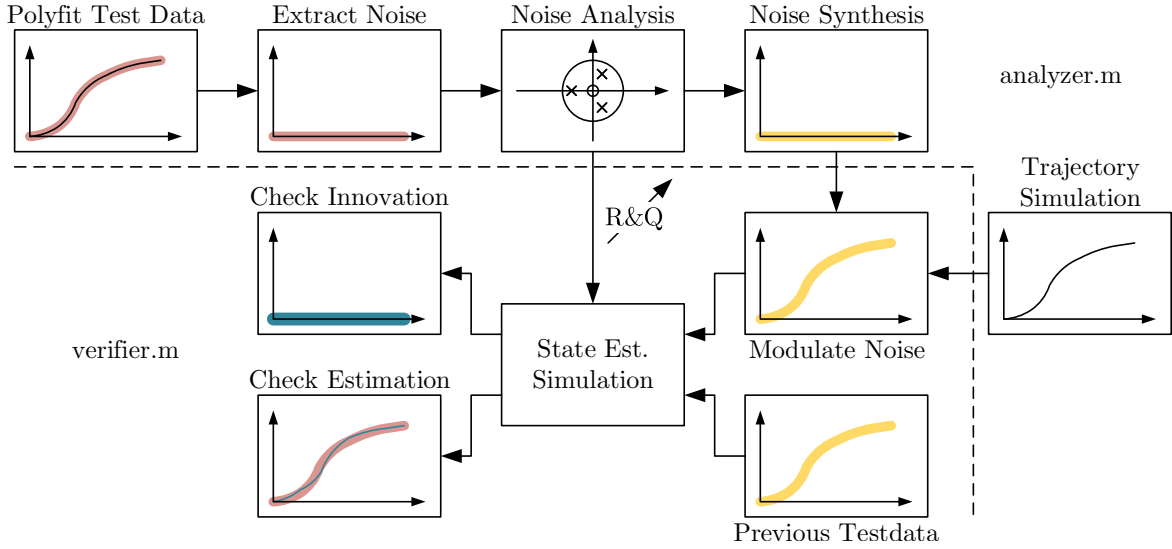 Polyfit Test Data
Extract Noise
Noise Analysis
Noise Synthesis
analyzer.m
Trajectory
Simulation
Check Innovation
R&Q
verifier.m
State Est.
Simulation
Modulate Noise
Check Estimation
Previous Testdata